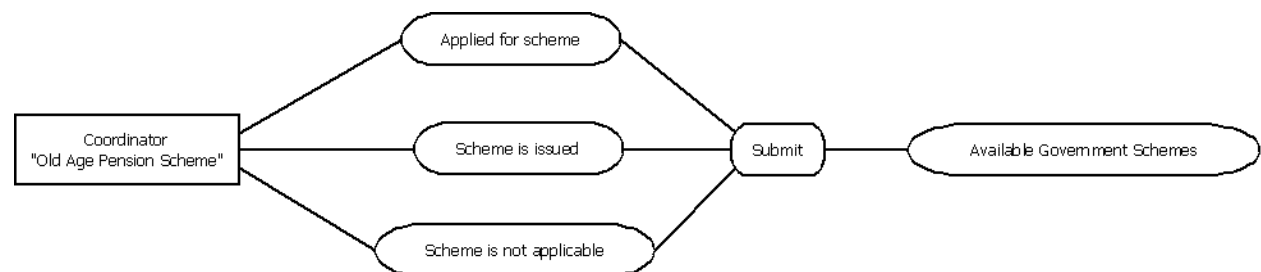 Applied for scheme
Coordinator
"Old Age Pension Scheme"
Scheme is issued
Submit
Available Government Schemes
Scheme is not applicable